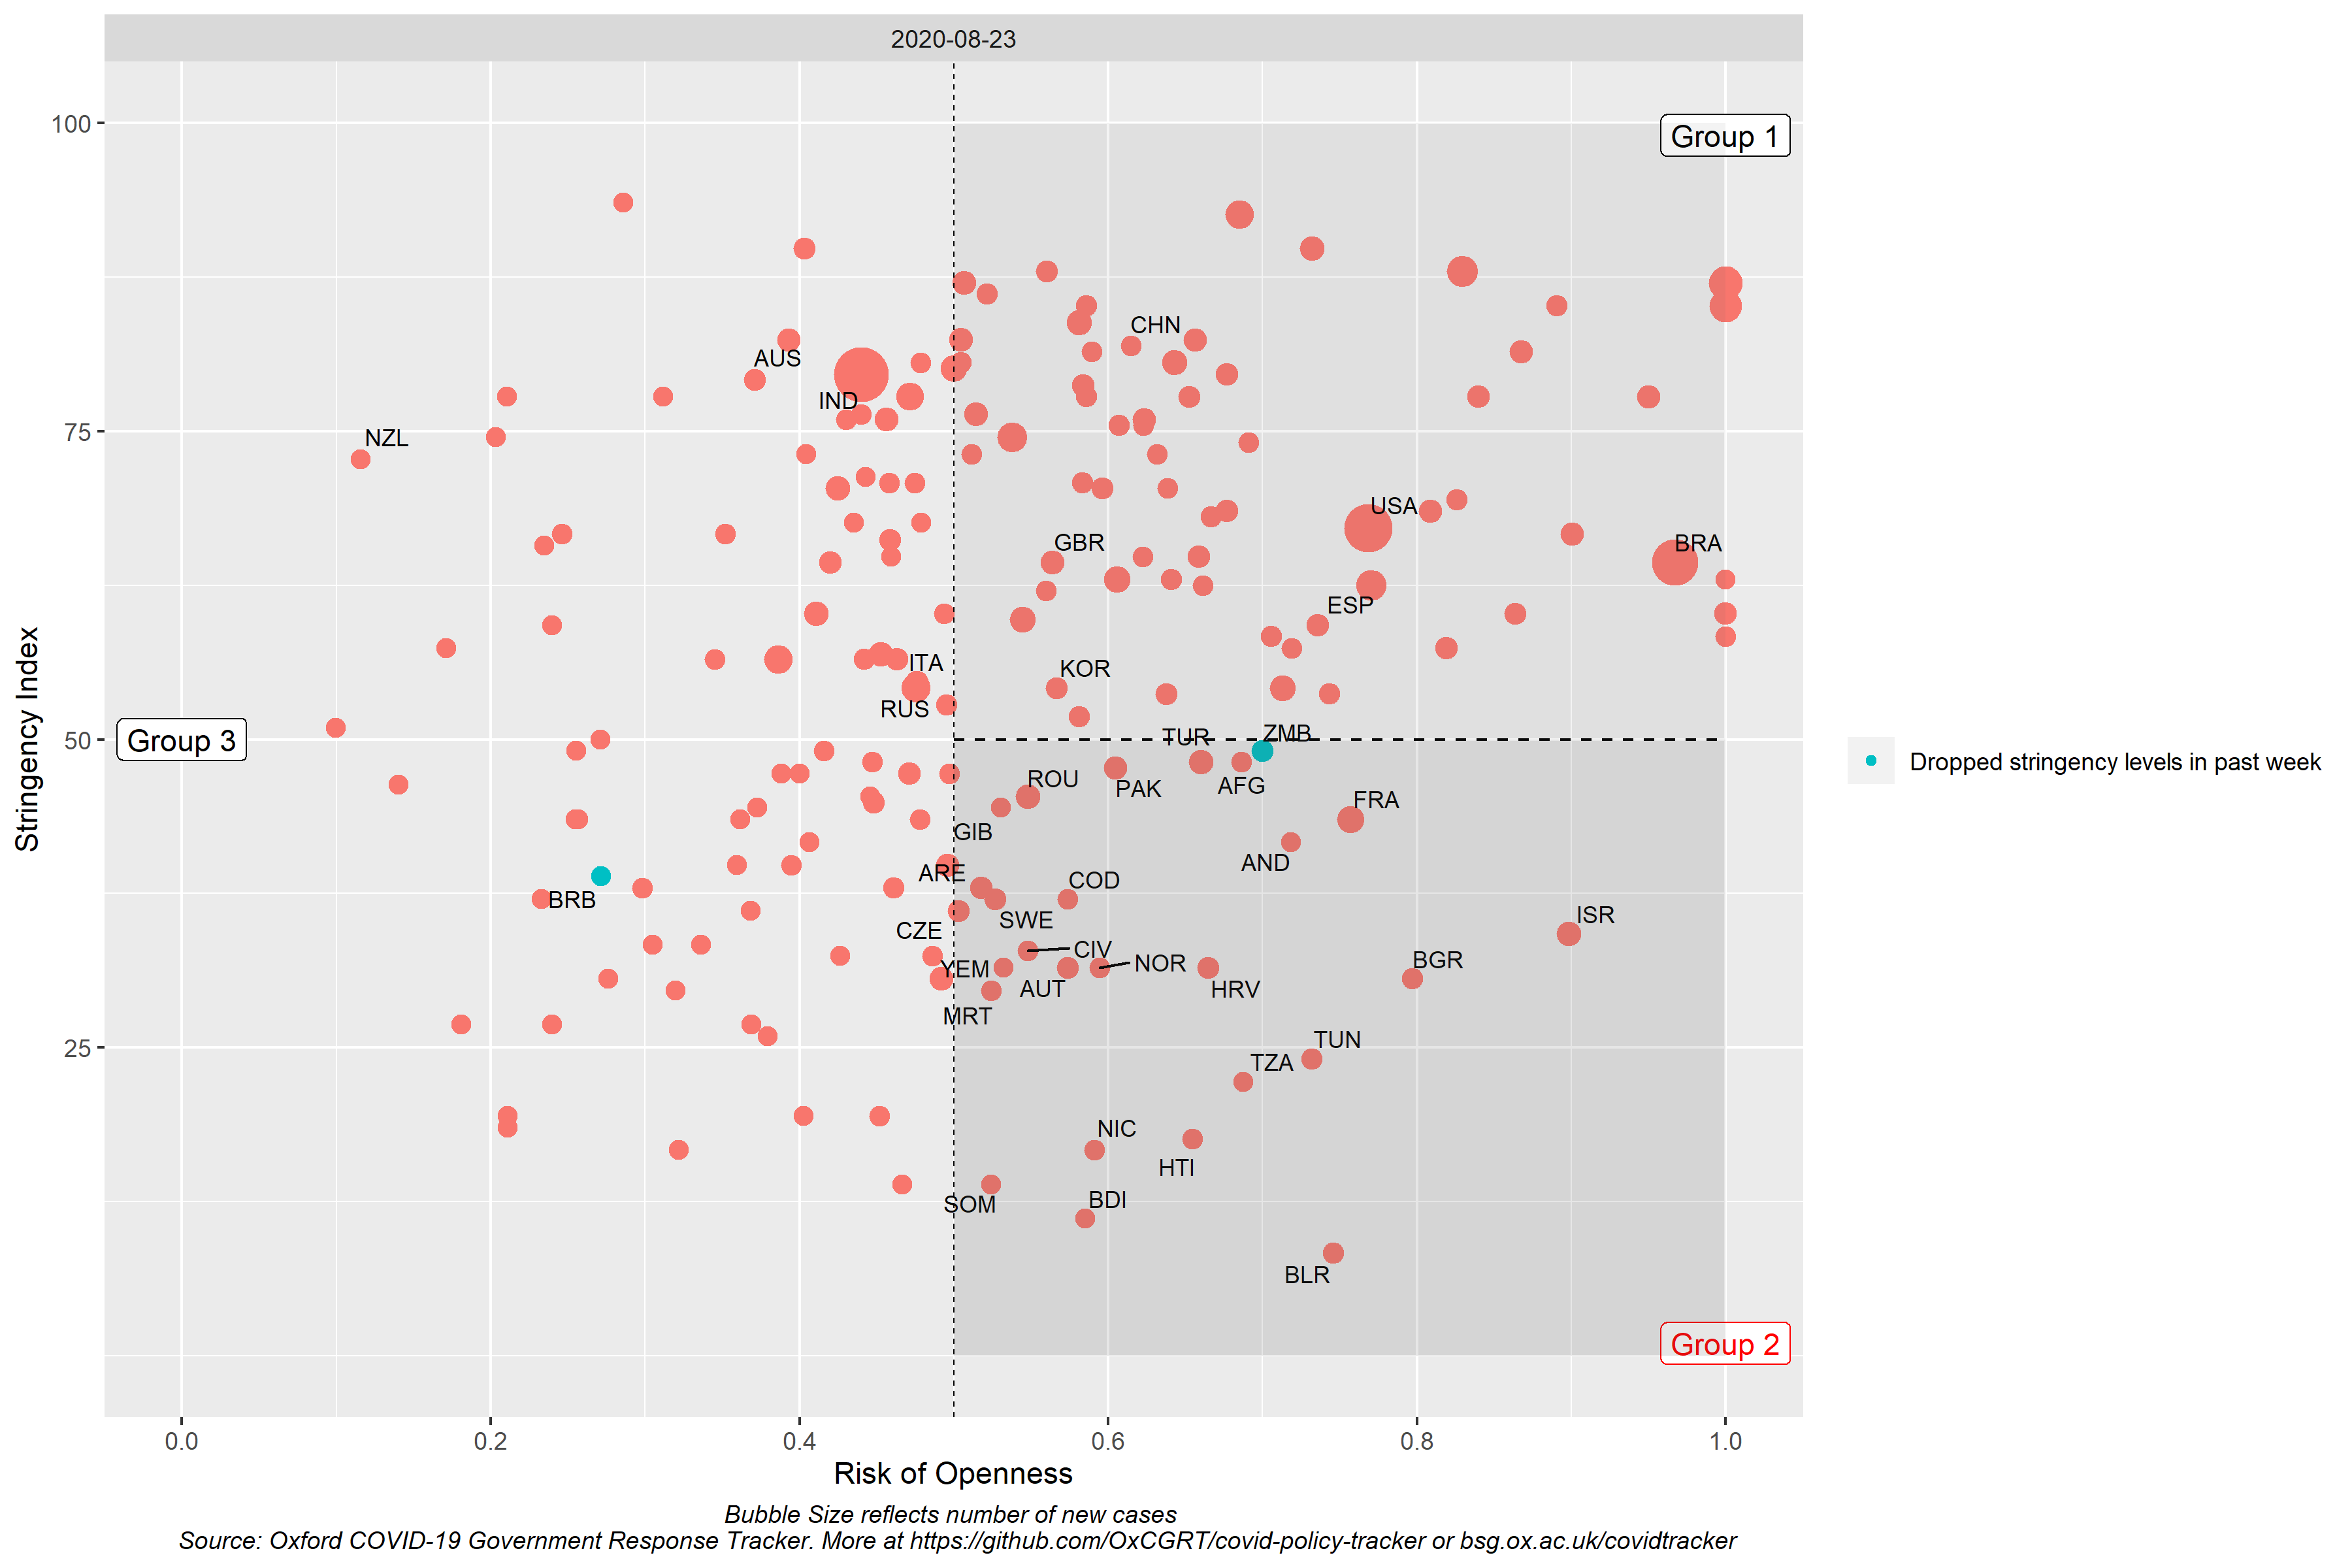 2020-08-23
100
Group 1
CHN
AUS
IND
NZL
75
USA
GBR
BRA
ESP
ITA
KOR
RUS
Stringency Index
Group 3
50
TUR
ZMB
Dropped stringency levels in past week
ROU
PAK
AFG
FRA
GIB
AND
ARE
COD
BRB
SWE
ISR
CZE
CIV
NOR
BGR
YEM
AUT
HRV
MRT
25
TUN
TZA
NIC
HTI
SOM
BDI
BLR
Group 2
0.0 0.2 0.4 0.6 0.8 1.0
Risk of Openness
Bubble Size reflects number of new cases
Source: Oxford COVID-19 Government Response Tracker. More at https://github.com/OxCGRT/covid-policy-tracker or bsg.ox.ac.uk/covidtracker